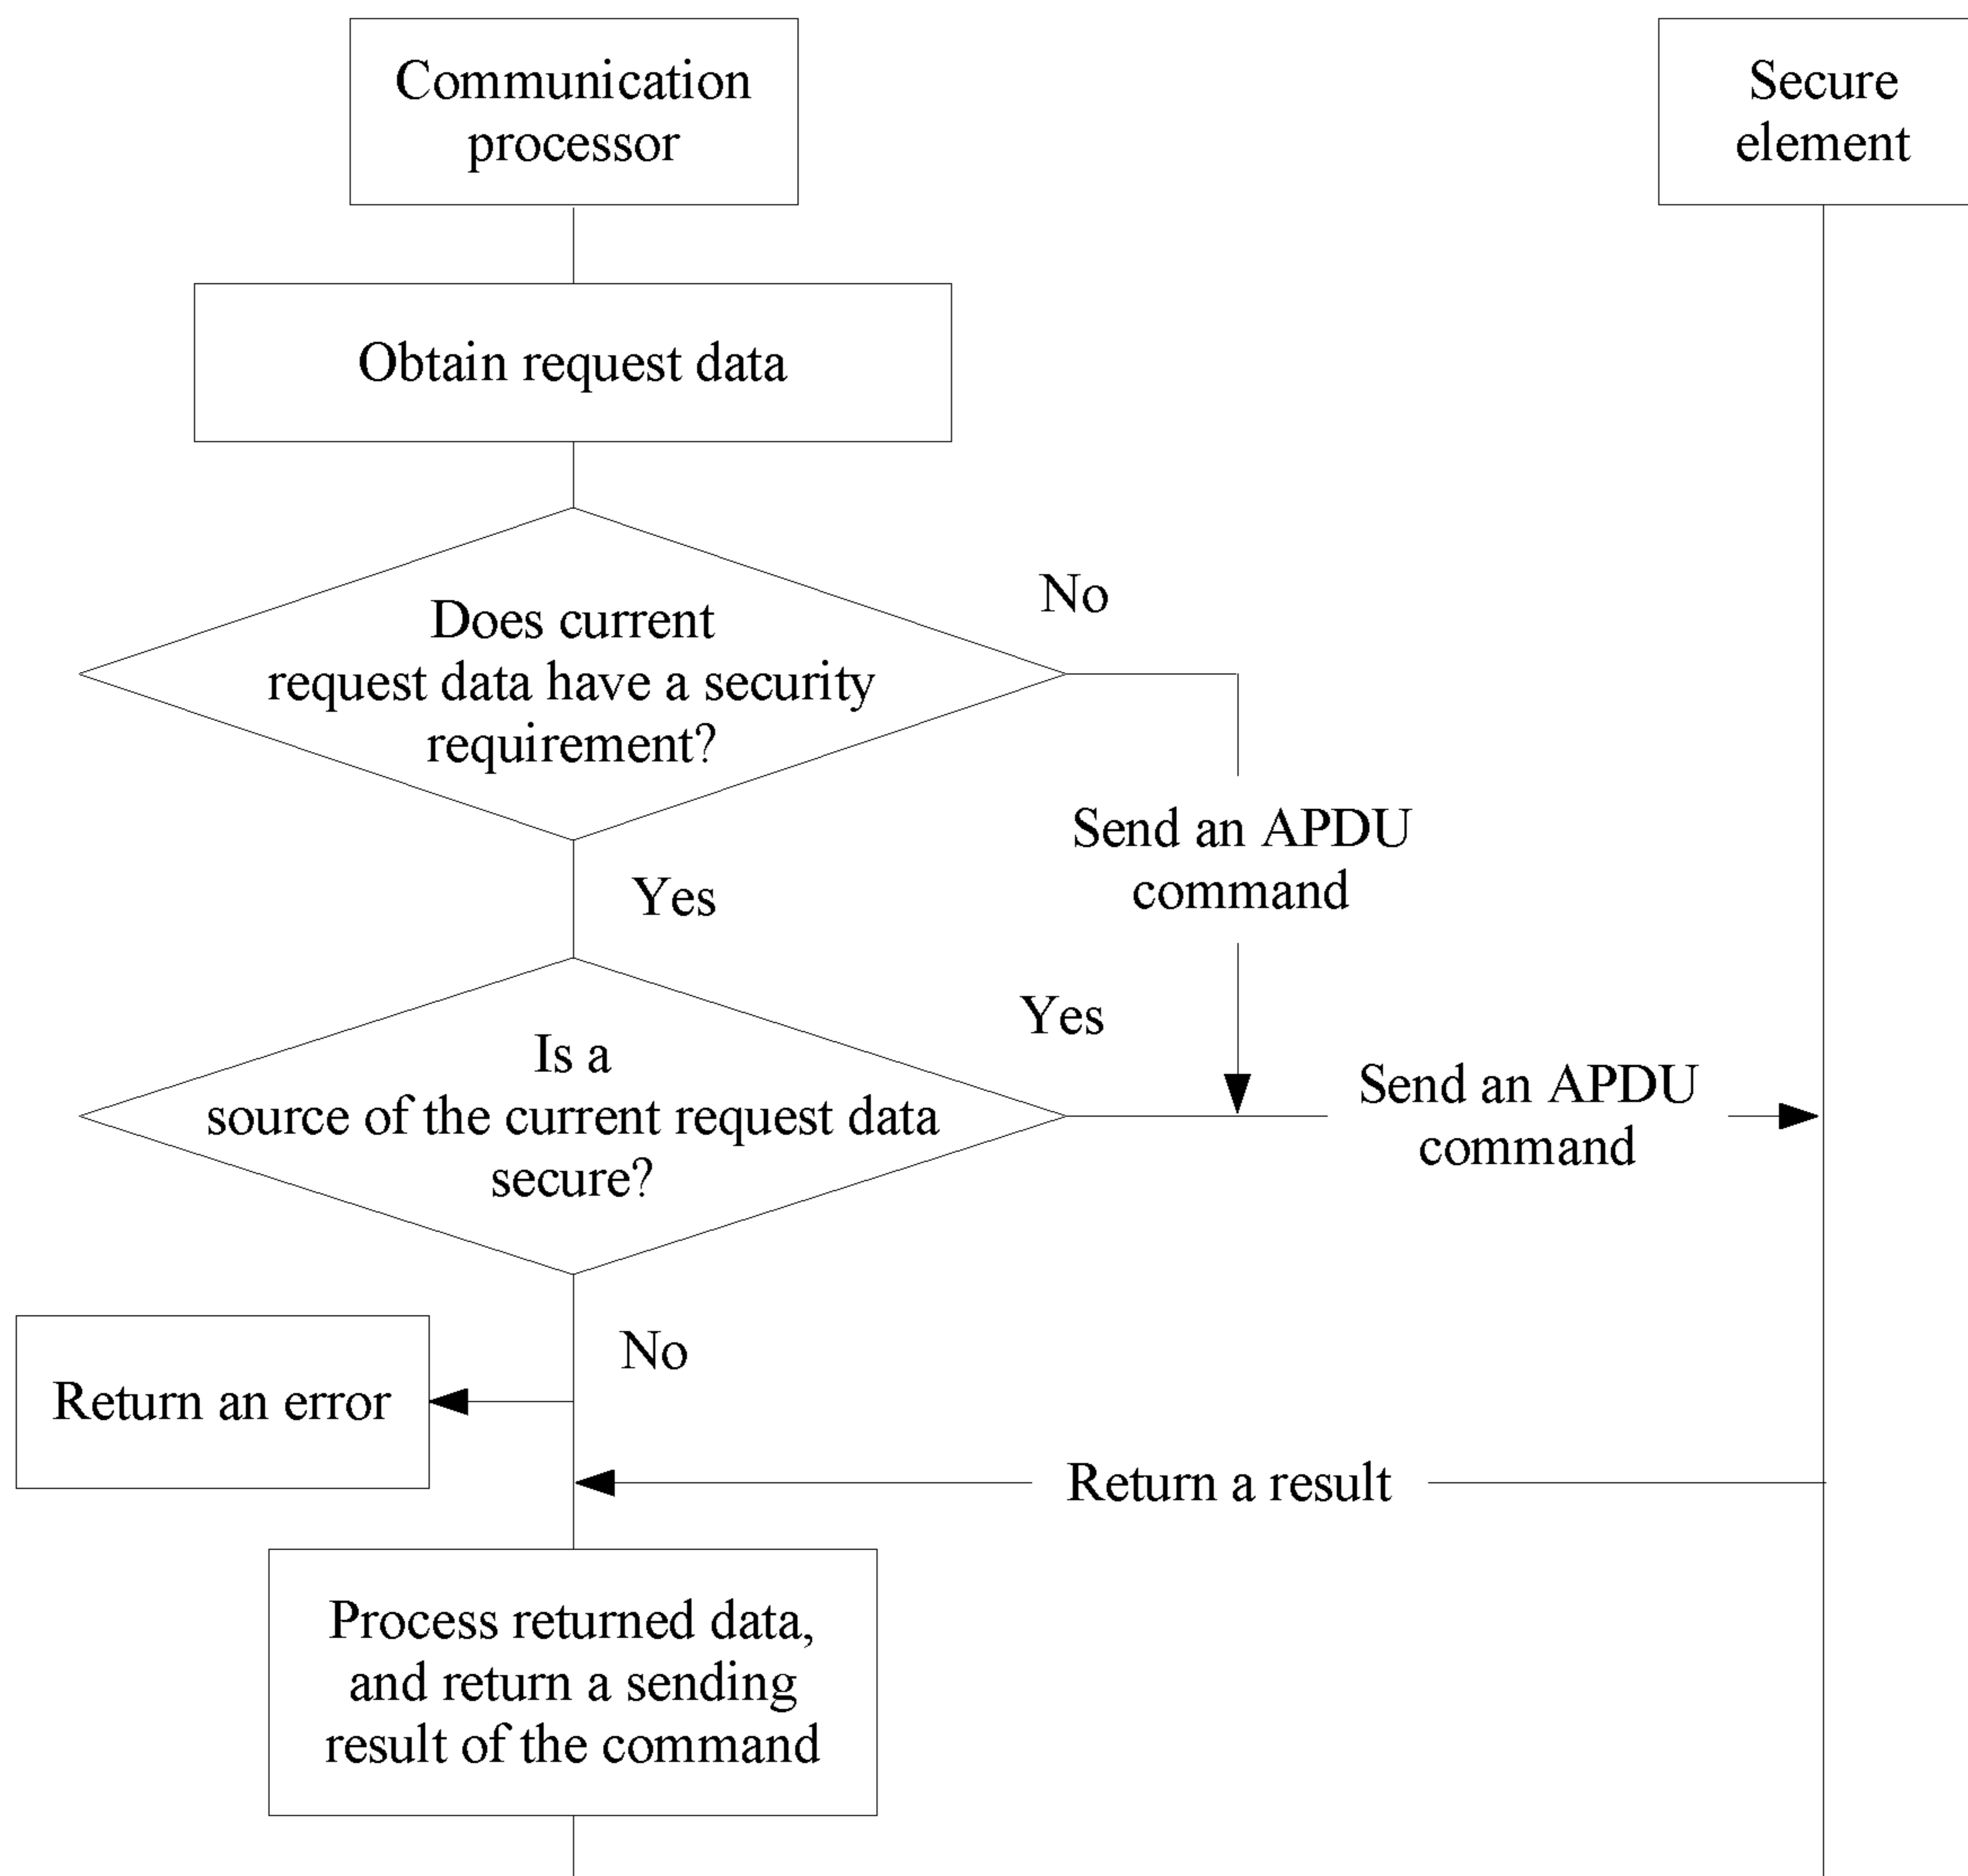 Communication
processor
Secure
element
Obtain request data
Does current
request data have a security
requirement?
No
Send an APDU
command
Yes
Is a
source of the current request data
secure?
Yes
Send an APDU
command
No
Return an error
Return a result
Process returned data,
and return a sending
result of the command